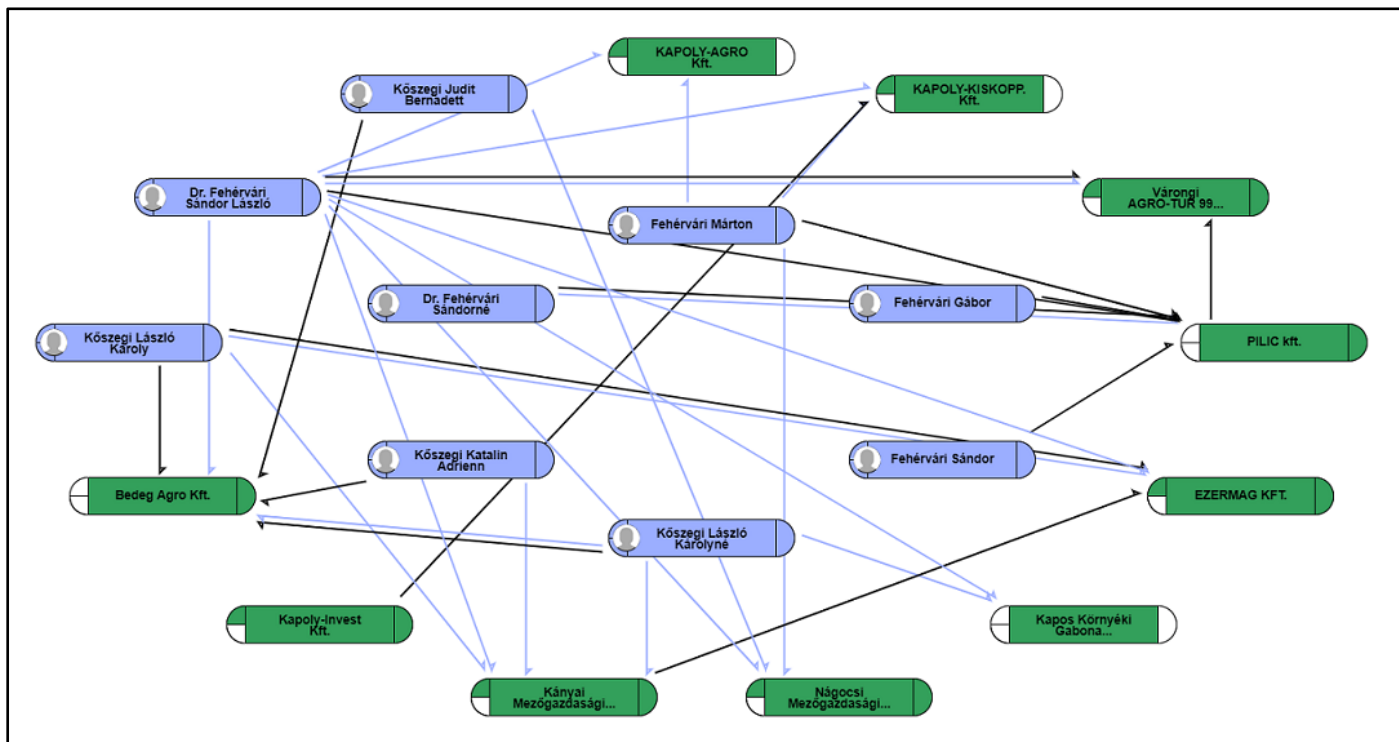 KAPOLY-AGRO
Kft.
Kőszegi Judit
Bernadett
KAPOLY-KISKOPP.
Kft.
Dr. Fehérvári
Sándor László
Várongi
AGRO-TUR 99...
Fehérvári Márton
Dr. Fehérvári
Sándorné
Fehérvári Gábor
Kőszegi László
Károly
PILIC kft.
Kőszegi Katalin
Adrienn
Fehérvári Sándor
Bedeg Agro Kft.
EZERMAG KFT.
Kőszegi László
Károlyné
Kapoly-Invest
Kft.
Kapos Környéki
Gabona...
Kányai
Mezőgazdasági...
Nágocsi
Mezőgazdasági...